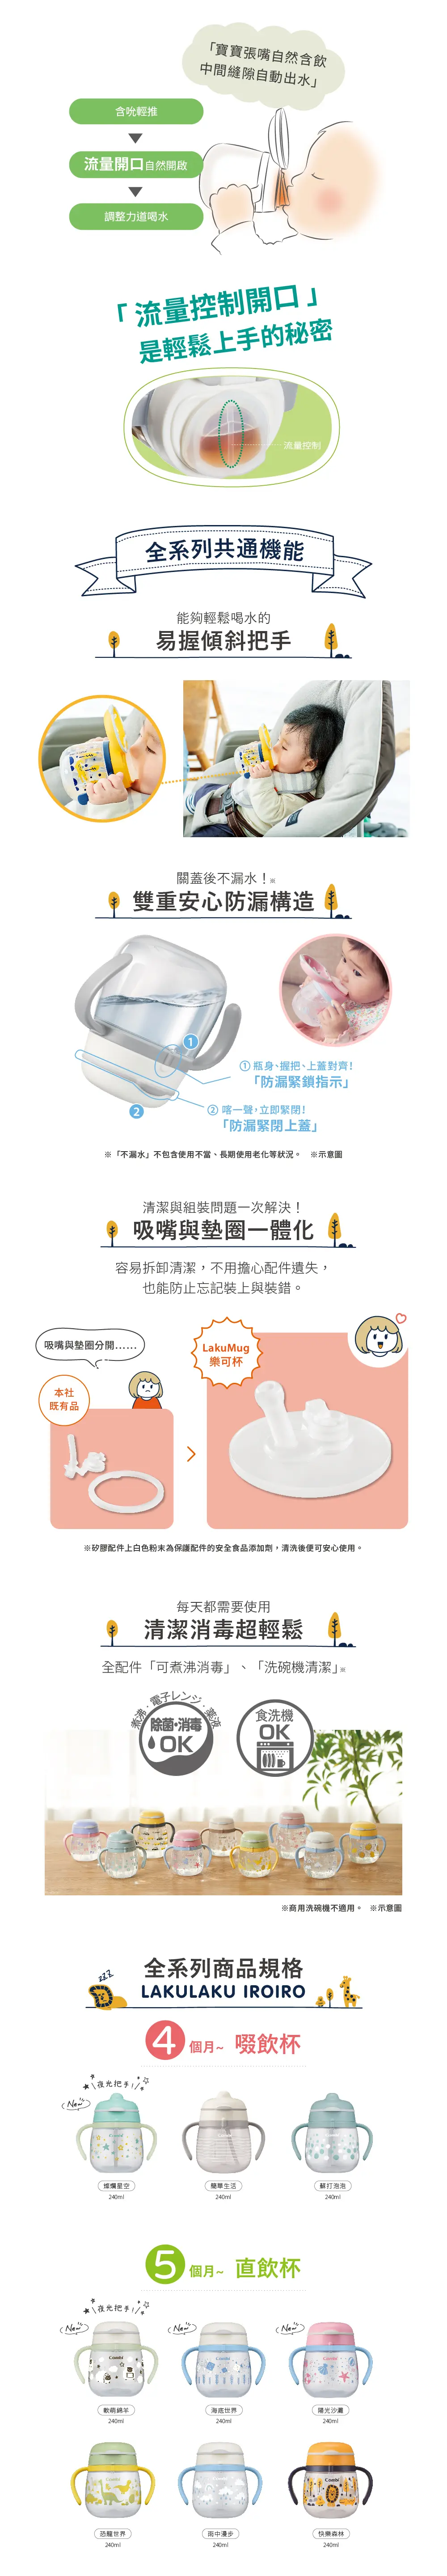 「寶寶張嘴自然含飲
中間縫隙自動出水」
含吮輕推
流量開口自然開啟
調整力道喝水
「流量控制開口」
是輕鬆上手的秘密
流量控制
全系列共通機能
能夠輕鬆喝水的
易握傾斜把手
關蓋後不漏水！※
雙重安心防漏構造
1
2
① 瓶身、握把、上蓋對齊！
「防漏緊鎖指示」
② 喀一聲，立即緊閉！
「防漏緊閉上蓋」
※「不漏水」不包含使用不當、長期使用老化等狀況。 ※示意圖
清潔與組裝問題一次解決！
吸嘴與墊圈一體化
容易拆卸清潔，不用擔心配件遺失，
也能防止忘記裝上與裝錯。
吸嘴與墊圈分開……
本社
既有品
LakuMug
樂可杯
※矽膠配件上白色粉末為保護配件的安全食品添加劑，清洗後便可安心使用。
每天都需要使用
清潔消毒超輕鬆
全配件「可煮沸消毒」、「洗碗機清潔」※
煮沸・電子レンジ・薬液
除菌・消毒
OK
食洗機
OK
※商用洗碗機不適用。 ※示意圖
zzz
全系列商品規格
LAKULAKU IROIRO
4個月~ 啜飲杯
夜光把手!
New
燦爛星空
240ml
簡單生活
240ml
蘇打泡泡
240ml
5個月~ 直飲杯
夜光把手!
New
New
New
Combi
軟萌綿羊
240ml
海底世界
240ml
陽光沙灘
240ml
恐龍世界
240ml
雨中漫步
240ml
Combi
快樂森林
240ml